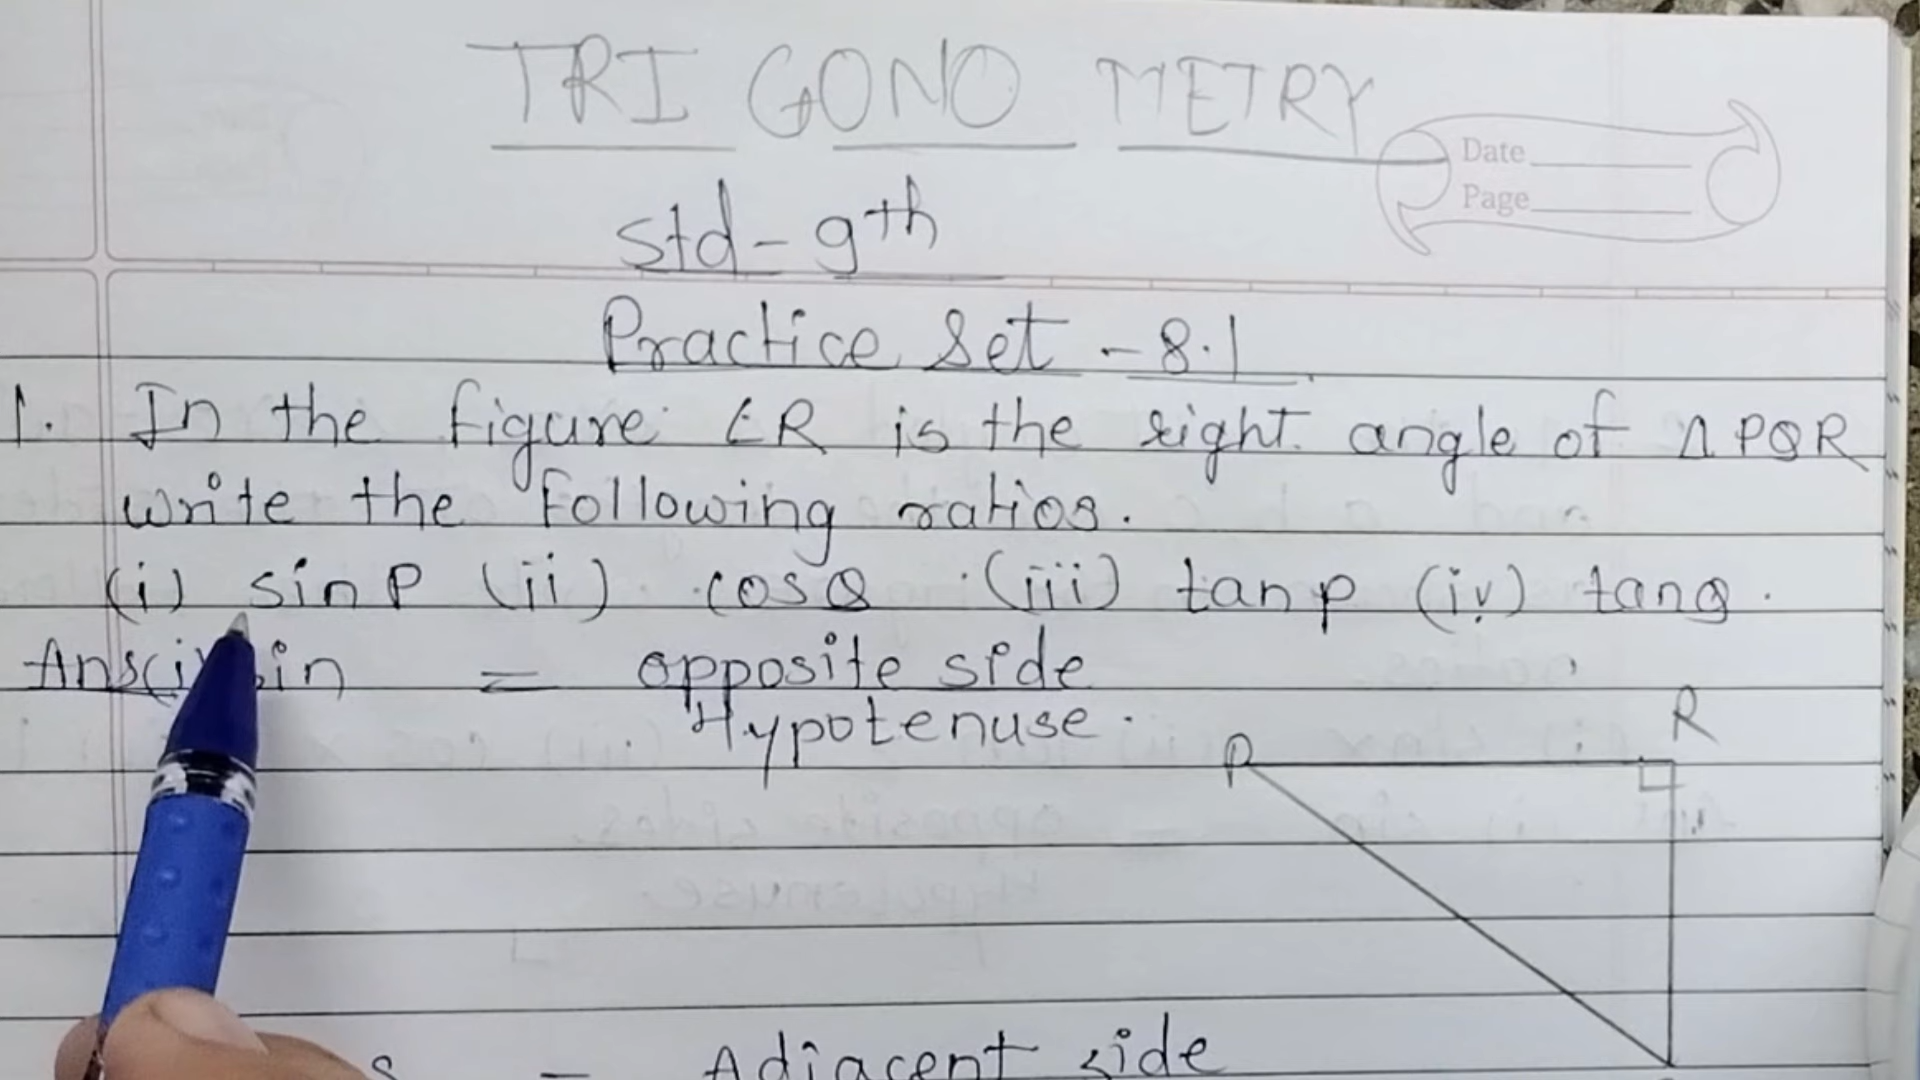 TRIGONOMETRY
Date
Page
Std - 9th
Practice Set - 8.1
1. In the figure ∠R is the right angle of Δ PQR
write the following ratios.
(i) sin P (ii) cos Q (iii) tan P (iv) tan Q.
Ans(i) sin = opposite side
Hypotenuse.
R
P
Adjacent side